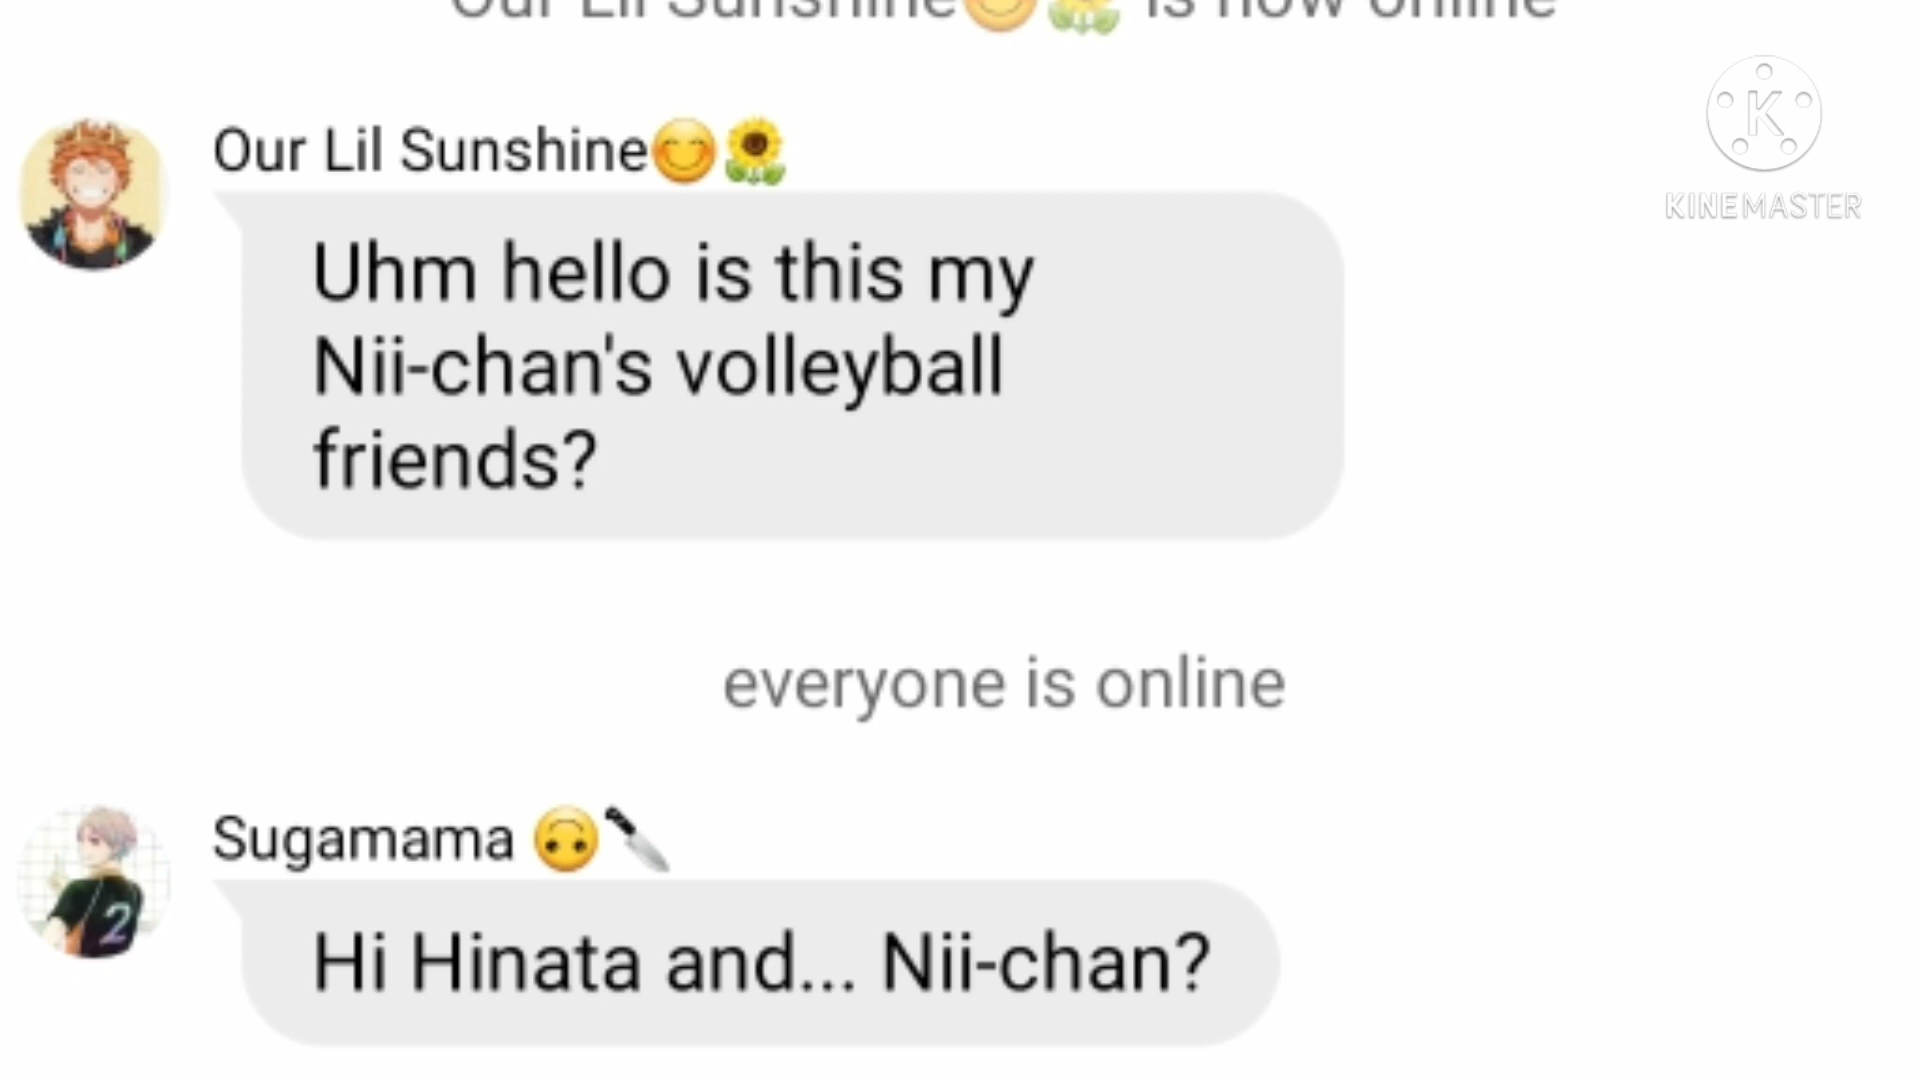 Our Lil Sunshine😊🌻 is now online
K
KINEMASTER
Our Lil Sunshine😊🌻
Uhm hello is this my
Nii-chan's volleyball
friends?
everyone is online
Sugamama 🙃🔪
2
Hi Hinata and... Nii-chan?